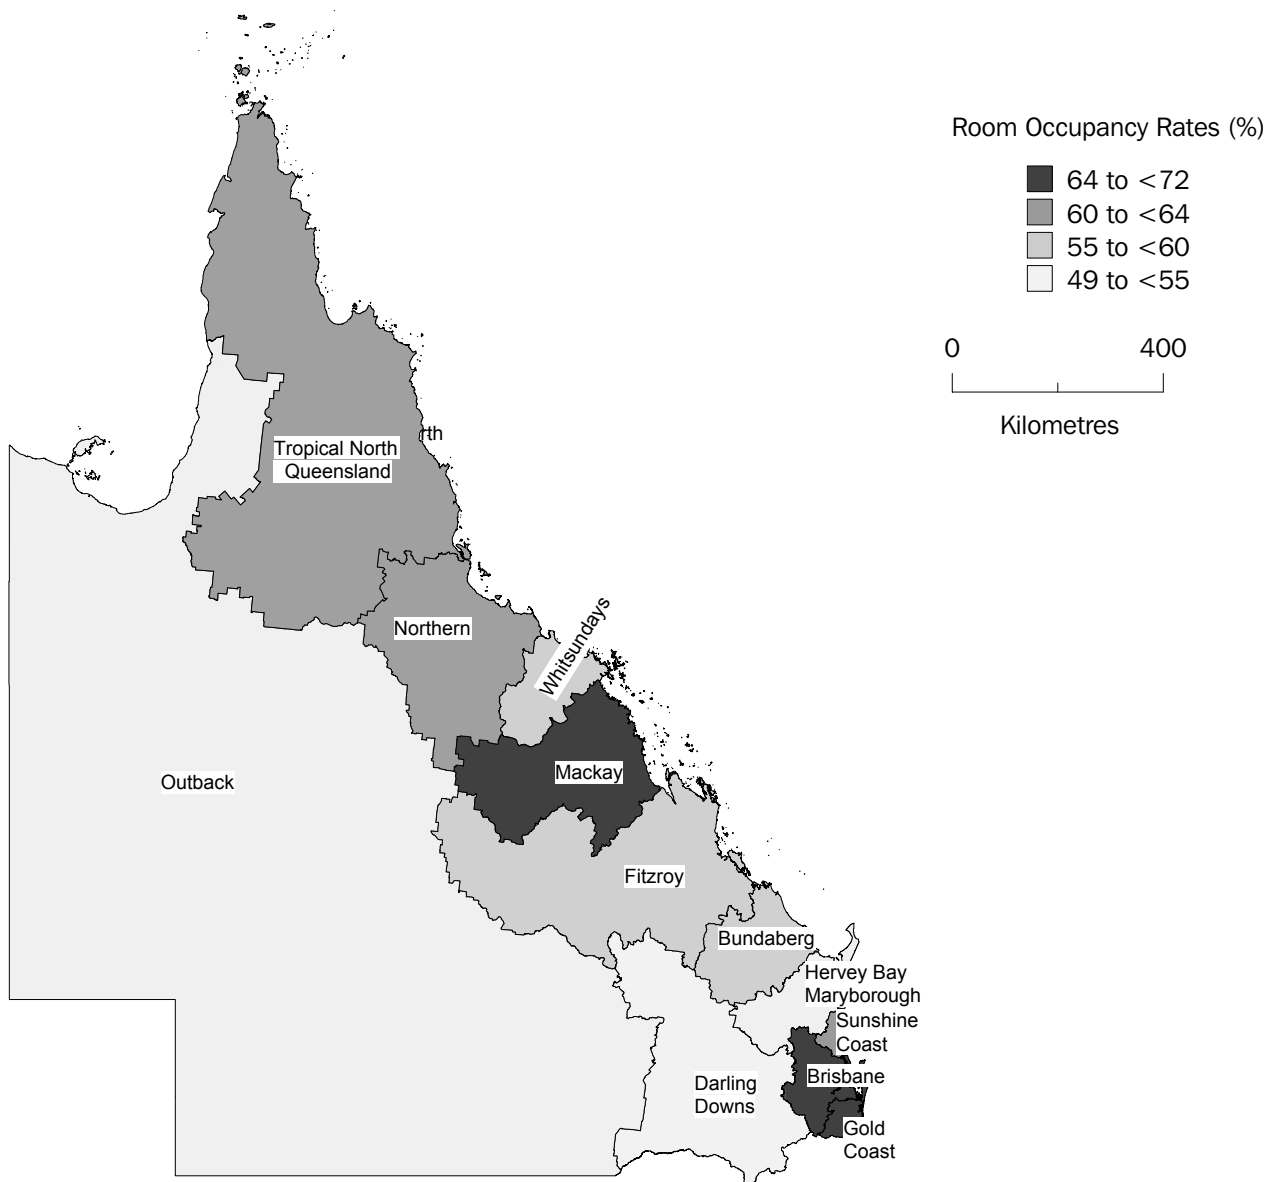 Room Occupancy Rates (%)
64 to <72
60 to <64
55 to <60
49 to <55
0 400
Kilometres
rth
Tropical North
Queensland
Northern
Whitsundays
Mackay
Outback
Fitzroy
Bundaberg
Hervey Bay
Maryborough
Sunshine
Coast
Brisbane
Darling
Downs
Gold
Coast